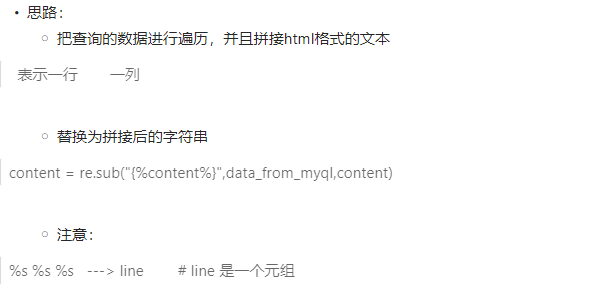 • 思路：
○ 把查询的数据进行遍历，并且拼接html格式的文本
表示一行 一列
○ 替换为拼接后的字符串
content = re.sub("{%content%}",data_from_myql,content)
○ 注意：
%s %s %s ---> line # line 是一个元组